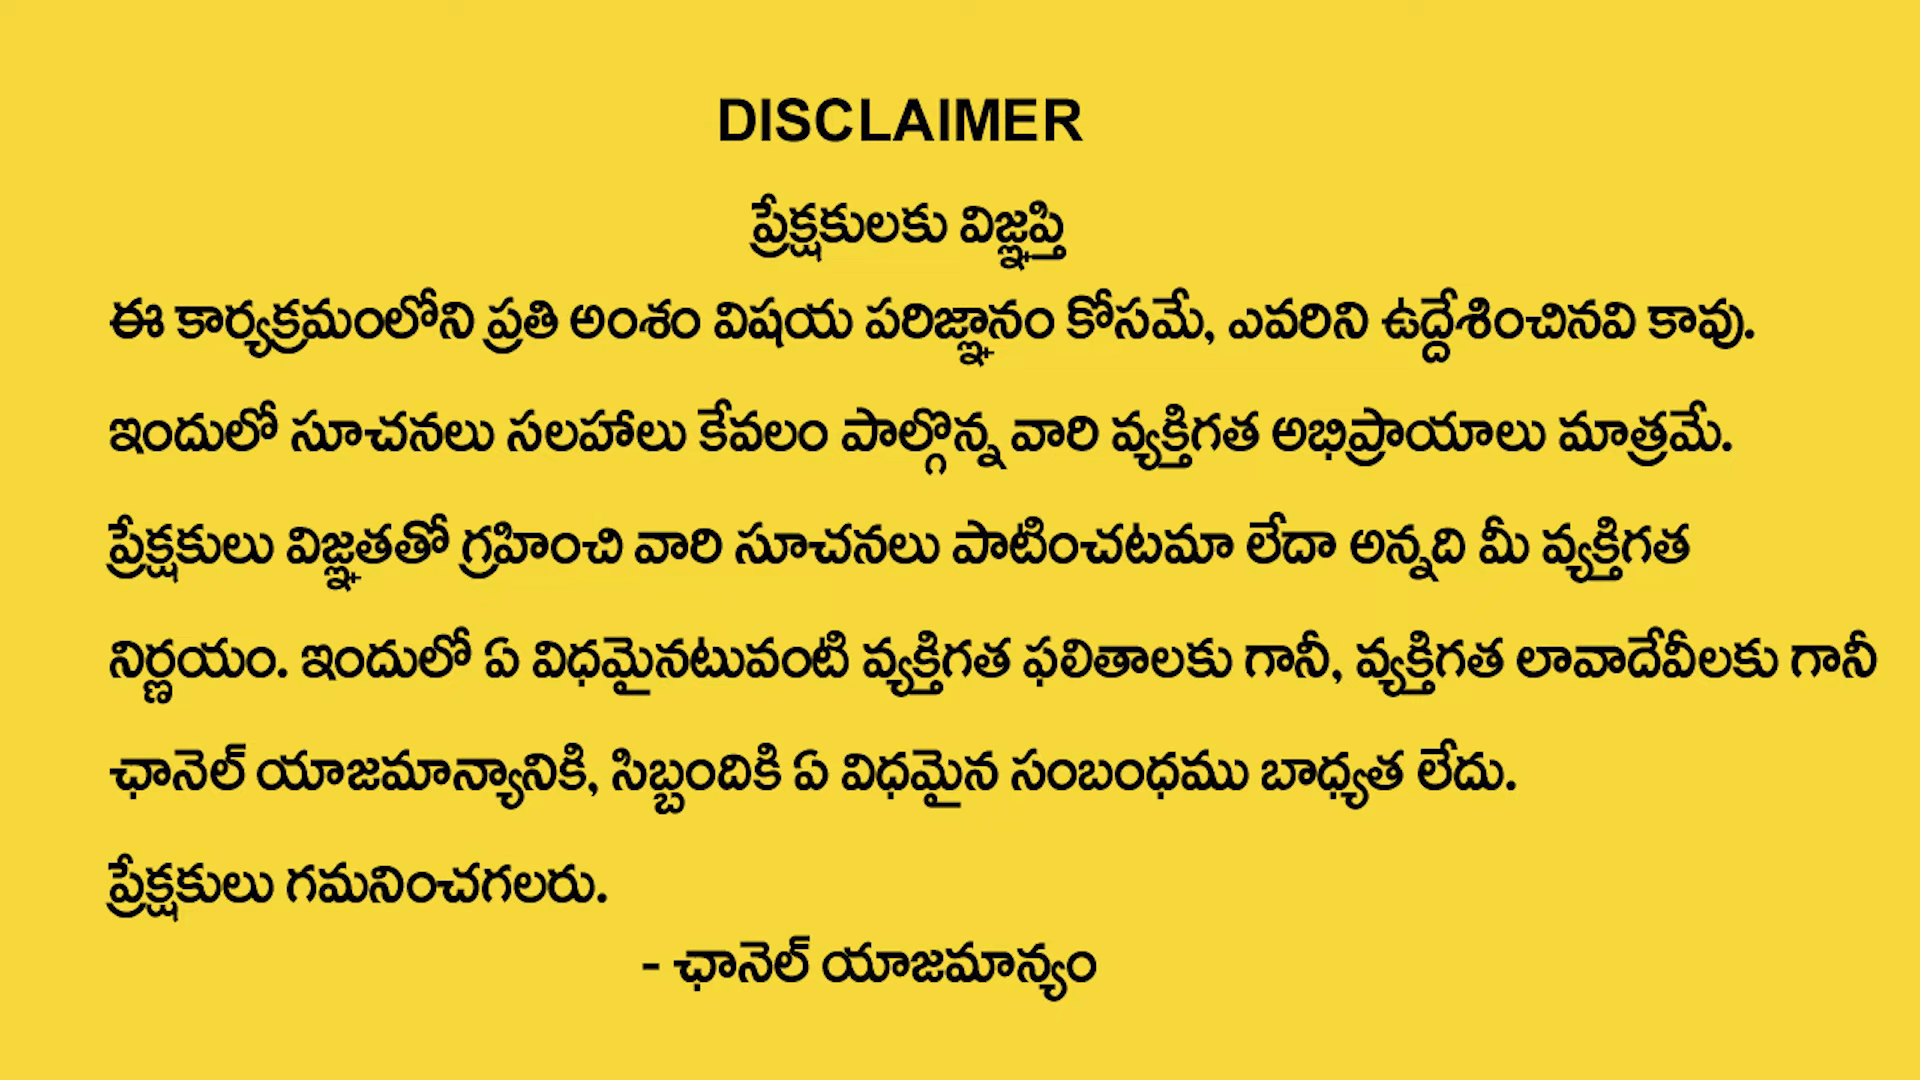 DISCLAIMER
ప్రేక్షకులకు విజ్ఞప్తి
ఈ కార్యక్రమంలోని ప్రతి అంశం విషయ పరిజ్ఞానం కోసమే, ఎవరిని ఉద్దేశించినవి కావు.
ఇందులో సూచనలు సలహాలు కేవలం పాల్గొన్న వారి వ్యక్తిగత అభిప్రాయాలు మాత్రమే.
ప్రేక్షకులు విజ్ఞతతో గ్రహించి వారి సూచనలు పాటించటమా లేదా అన్నది మీ వ్యక్తిగత
నిర్ణయం. ఇందులో ఏ విధమైనటువంటి వ్యక్తిగత ఫలితాలకు గానీ, వ్యక్తిగత లావాదేవీలకు గానీ
ఛానెల్ యాజమాన్యానికి, సిబ్బందికి ఏ విధమైన సంబంధము బాధ్యత లేదు.
ప్రేక్షకులు గమనించగలరు.
- ఛానెల్ యాజమాన్యం